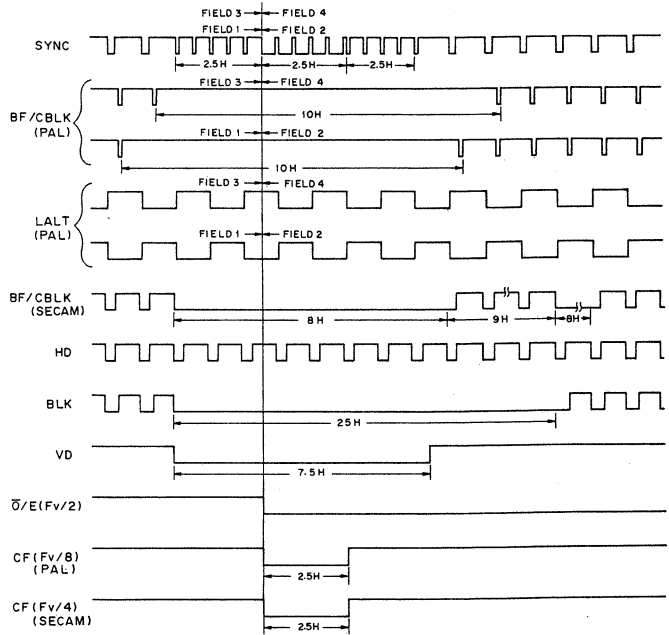 FIELD 3 FIELD 4
FIELD 1 FIELD 2
SYNC
2.5H 2.5H 2.5H
FIELD 3 FIELD 4
BF/CBLK
(PAL)
10H
FIELD 1 FIELD 2
10H
FIELD 3 FIELD 4
LALT
(PAL)
FIELD 1 FIELD 2
BF/CBLK
(SECAM)
8H 9H 8H
HD
BLK
25H
VD
7.5H
O̅/E(Fv/2)
CF(Fv/8)
(PAL)
2.5H
CF(Fv/4)
(SECAM)
2.5H